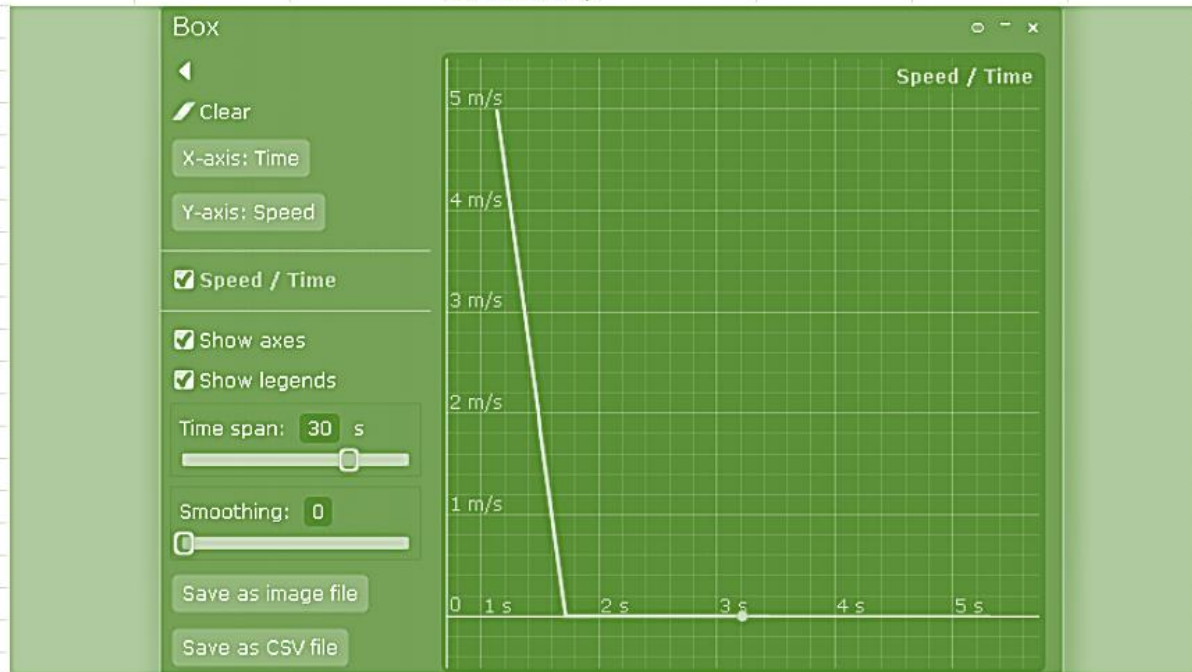 Box
Clear
X-axis: Time
Y-axis: Speed
Speed / Time
Show axes
Show legends
Time span: 30 s
Smoothing: 0
Save as image file
Save as CSV file
Speed / Time
5 m/s
4 m/s
3 m/s
2 m/s
1 m/s
0 1 s 2 s 3 s 4 s 5 s